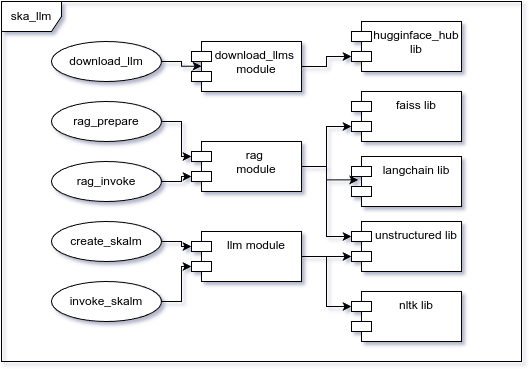 ska_llm
download_llm
download_llms
module
hugginface_hub
lib
rag_prepare
rag_invoke
rag
module
faiss lib
langchain lib
create_skalm
invoke_skalm
llm module
unstructured lib
nltk lib